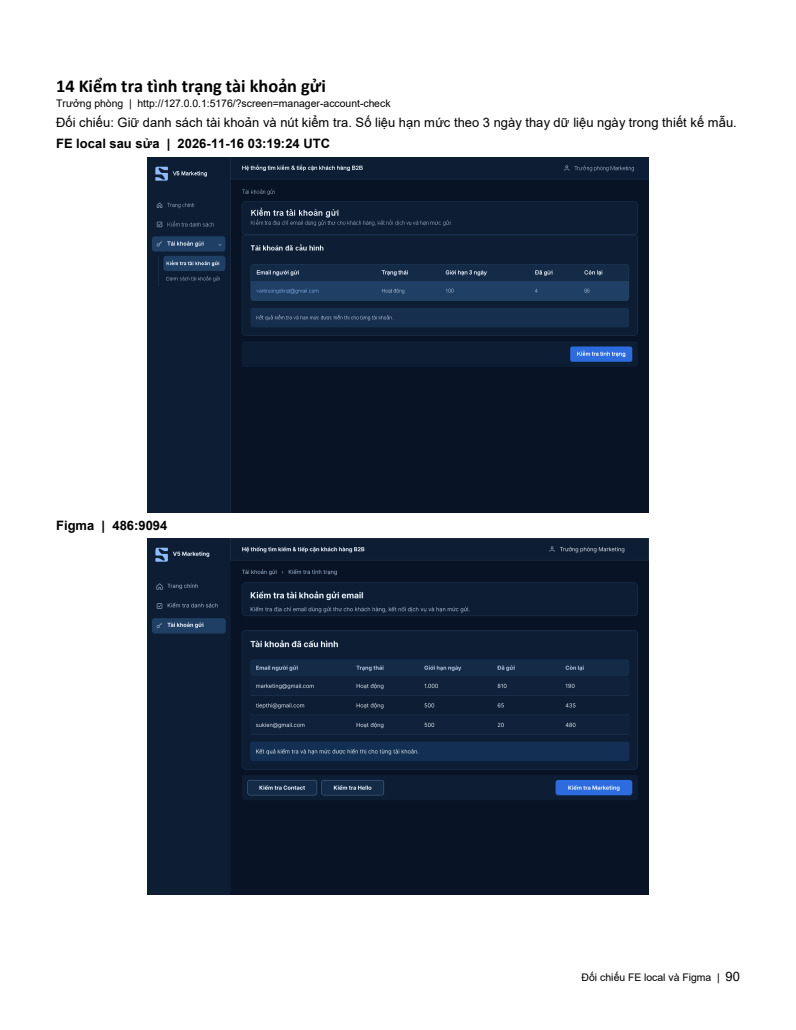 14 Kiểm tra tình trạng tài khoản gửi
Trưởng phòng | http://127.0.0.1:5176/?screen=manager-account-check
Đối chiếu: Giữ danh sách tài khoản và nút kiểm tra. Số liệu hạn mức theo 3 ngày thay dữ liệu ngày trong thiết kế mẫu.
FE local sau sửa | 2026-11-16 03:19:24 UTC
V5 Marketing
Hệ thống tìm kiếm & tiếp cận khách hàng B2B
Trưởng phòng Marketing
Trang chính
Kiểm tra danh sách
Tài khoản gửi
Kiểm tra tài khoản gửi
Danh sách tài khoản gửi
Tài khoản gửi
Kiểm tra tài khoản gửi
Kiểm tra địa chỉ email dùng gửi thư cho khách hàng, kết nối dịch vụ và hạn mức gửi.
Tài khoản đã cấu hình
Email người gửi Trạng thái Giới hạn 3 ngày Đã gửi Còn lại
Hoạt động 100 4 96
Kết quả kiểm tra và hạn mức được hiển thị cho từng tài khoản.
Kiểm tra tình trạng
Figma | 486:9094
V5 Marketing
Hệ thống tìm kiếm & tiếp cận khách hàng B2B
Trưởng phòng Marketing
Trang chính
Kiểm tra danh sách
Tài khoản gửi
Tài khoản gửi › Kiểm tra tình trạng
Kiểm tra tài khoản gửi email
Kiểm tra địa chỉ email dùng gửi thư cho khách hàng, kết nối dịch vụ và hạn mức gửi.
Tài khoản đã cấu hình
Email người gửi Trạng thái Giới hạn ngày Đã gửi Còn lại
marketing@gmail.com Hoạt động 1.000 810 190
tiepthi@gmail.com Hoạt động 500 65 435
sukien@gmail.com Hoạt động 500 20 480
Kết quả kiểm tra và hạn mức được hiển thị cho từng tài khoản.
Kiểm tra Contact Kiểm tra Hello Kiểm tra Marketing
Đối chiếu FE local và Figma | 90